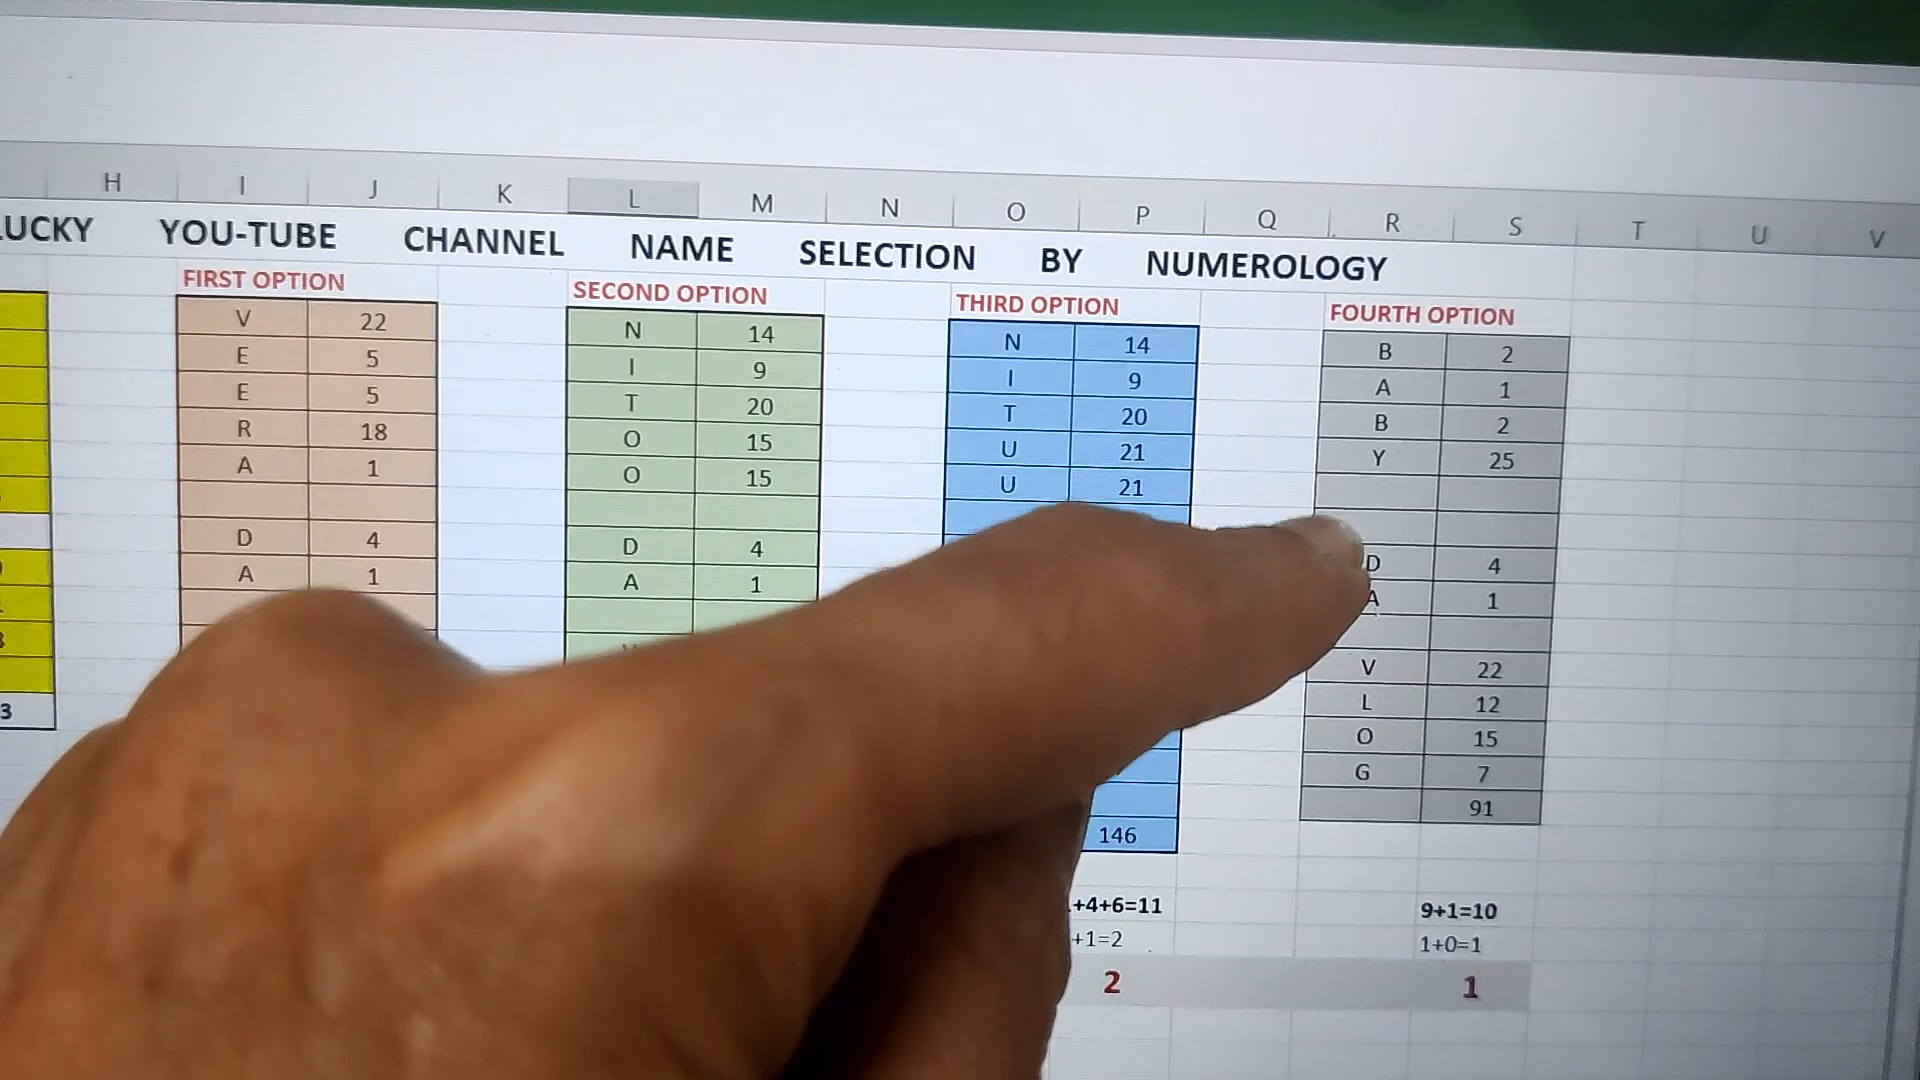 H I J K L M N O P Q R S T U V
LUCKY YOU-TUBE CHANNEL NAME SELECTION BY NUMEROLOGY
FIRST OPTION
V 22
E 5
E 5
R 18
A 1
D 4
A 1
SECOND OPTION
N 14
I 9
T 20
O 15
O 15
D 4
A 1
THIRD OPTION
N 14
I 9
T 20
U 21
U 21
146
+4+6=11
+1=2
2
FOURTH OPTION
B 2
A 1
B 2
Y 25
D 4
A 1
V 22
L 12
O 15
G 7
91
9+1=10
1+0=1
1
3